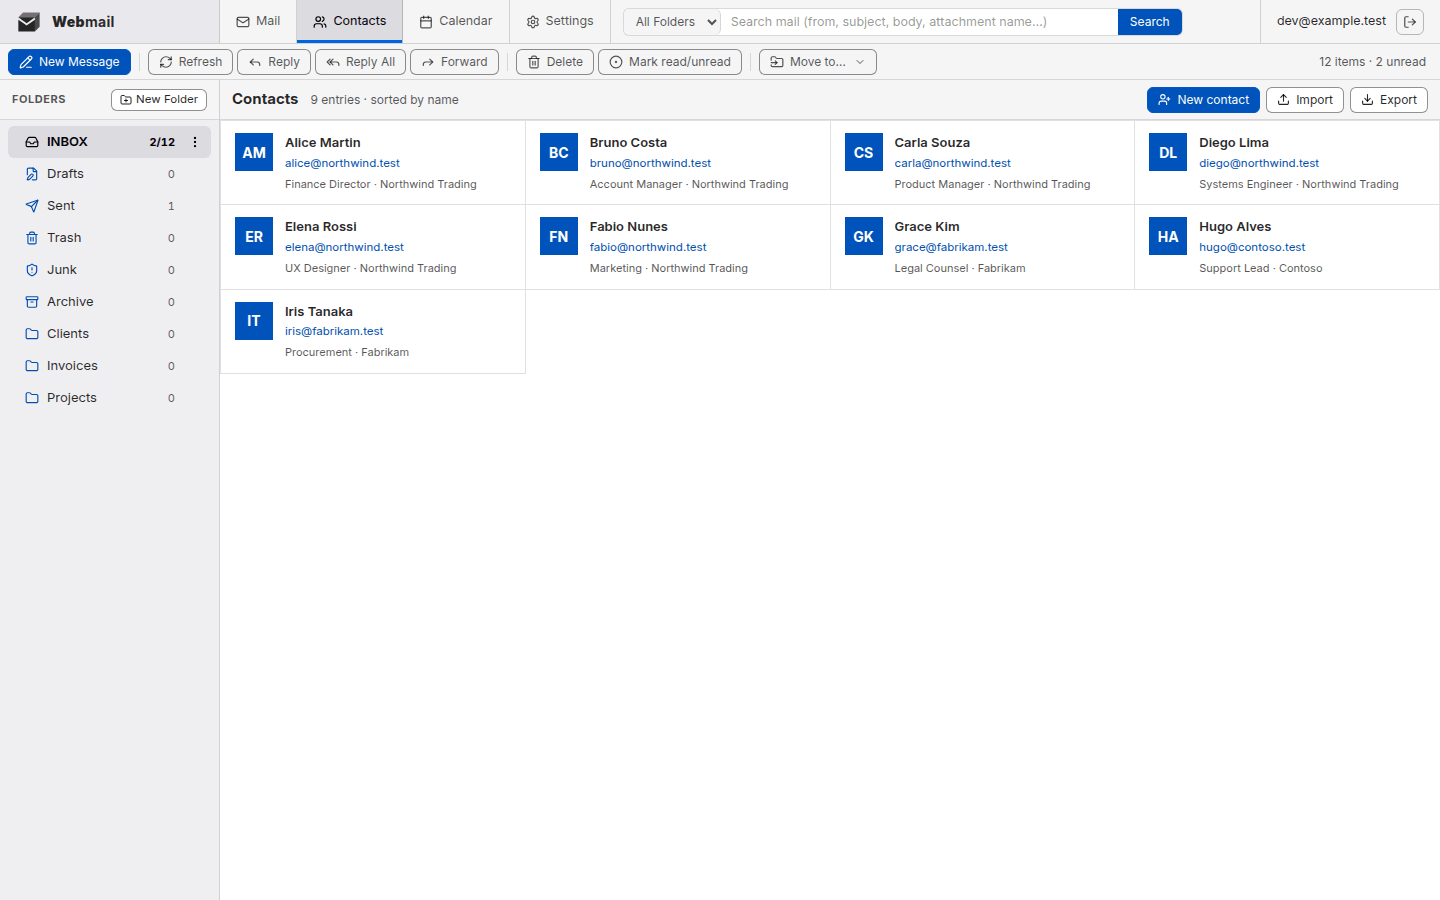 Webmail
Mail
Contacts
Calendar
Settings
All Folders
Search mail (from, subject, body, attachment name...)
Search
dev@example.test
New Message
Refresh
Reply
Reply All
Forward
Delete
Mark read/unread
Move to...
12 items · 2 unread
FOLDERS
New Folder
INBOX 2/12
Drafts 0
Sent 1
Trash 0
Junk 0
Archive 0
Clients 0
Invoices 0
Projects 0
Contacts 9 entries · sorted by name
New contact
Import
Export
AM
Alice Martin
alice@northwind.test
Finance Director · Northwind Trading
BC
Bruno Costa
bruno@northwind.test
Account Manager · Northwind Trading
CS
Carla Souza
carla@northwind.test
Product Manager · Northwind Trading
DL
Diego Lima
diego@northwind.test
Systems Engineer · Northwind Trading
ER
Elena Rossi
elena@northwind.test
UX Designer · Northwind Trading
FN
Fabio Nunes
fabio@northwind.test
Marketing · Northwind Trading
GK
Grace Kim
grace@fabrikam.test
Legal Counsel · Fabrikam
HA
Hugo Alves
hugo@contoso.test
Support Lead · Contoso
IT
Iris Tanaka
iris@fabrikam.test
Procurement · Fabrikam